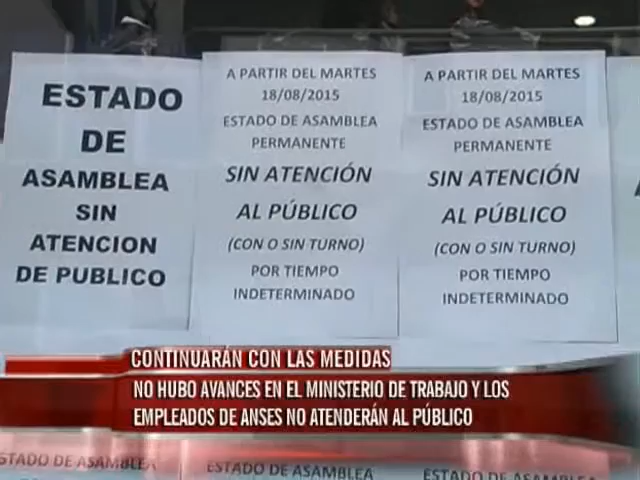 ESTADO
DE
ASAMBLEA
SIN
ATENCION
DE PUBLICO
A PARTIR DEL MARTES
18/08/2015
ESTADO DE ASAMBLEA
PERMANENTE
SIN ATENCIÓN
AL PÚBLICO
(CON O SIN TURNO)
POR TIEMPO
INDETERMINADO
A PARTIR DEL MARTES
18/08/2015
ESTADO DE ASAMBLEA
PERMANENTE
SIN ATENCIÓN
AL PÚBLICO
(CON O SIN TURNO)
POR TIEMPO
INDETERMINADO
CONTINUARÁN CON LAS MEDIDAS
NO HUBO AVANCES EN EL MINISTERIO DE TRABAJO Y LOS
EMPLEADOS DE ANSES NO ATENDERÁN AL PÚBLICO
STADO DE ASAMBLEA
ESTADO DE ASAMBLEA
ESTADO DE ASAMBLEA